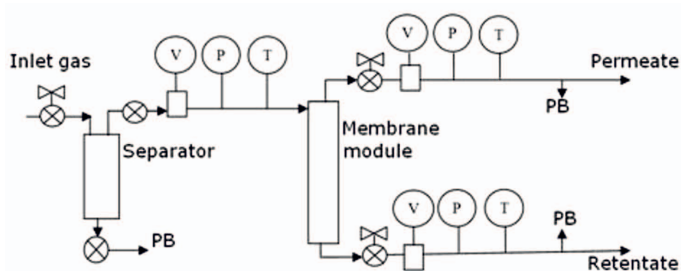 Inlet gas
V P T
V P T
Permeate
PB
Separator
Membrane
module
PB
V P T
PB
Retentate